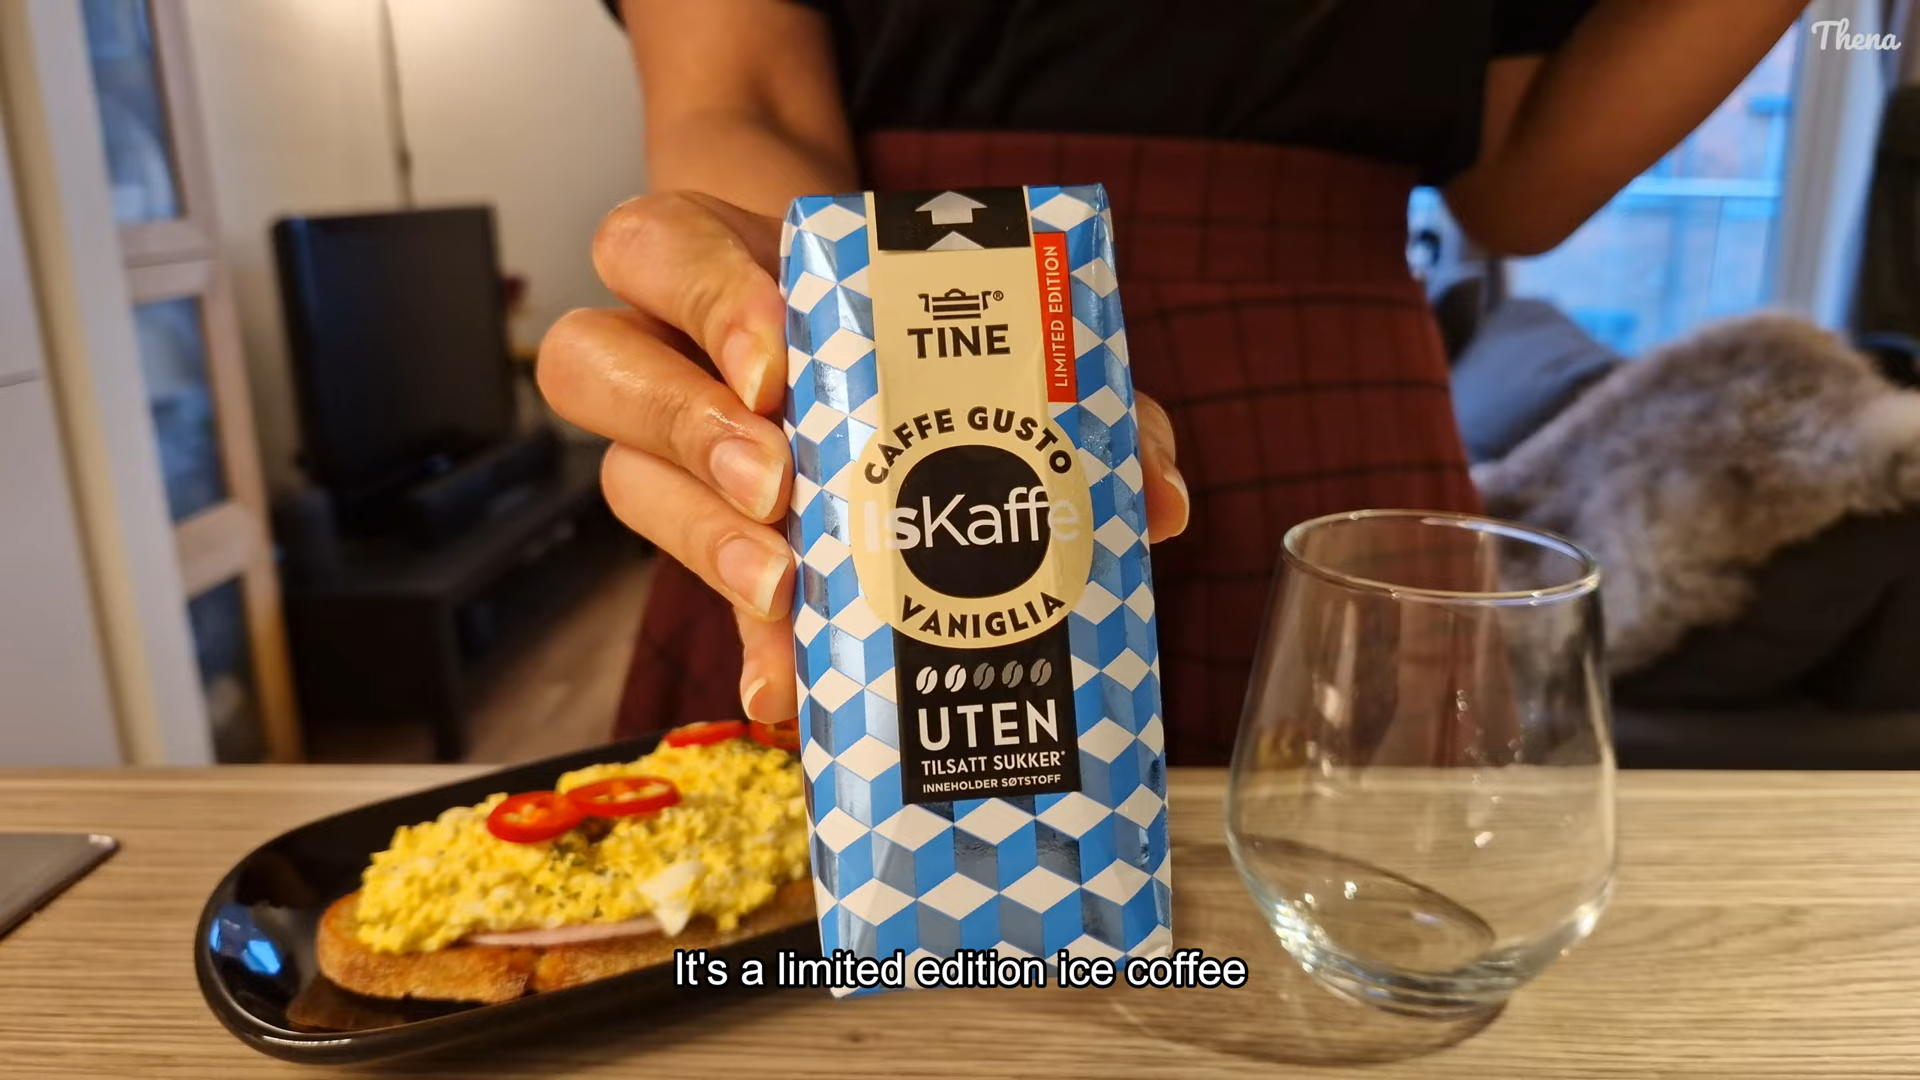 Thena
TINE®
LIMITED EDITION
CAFFE GUSTO
IsKaffe
VANIGLIA
UTEN
TILSATT SUKKER*
INNEHOLDER SØTSTOFF
It's a limited edition ice coffee